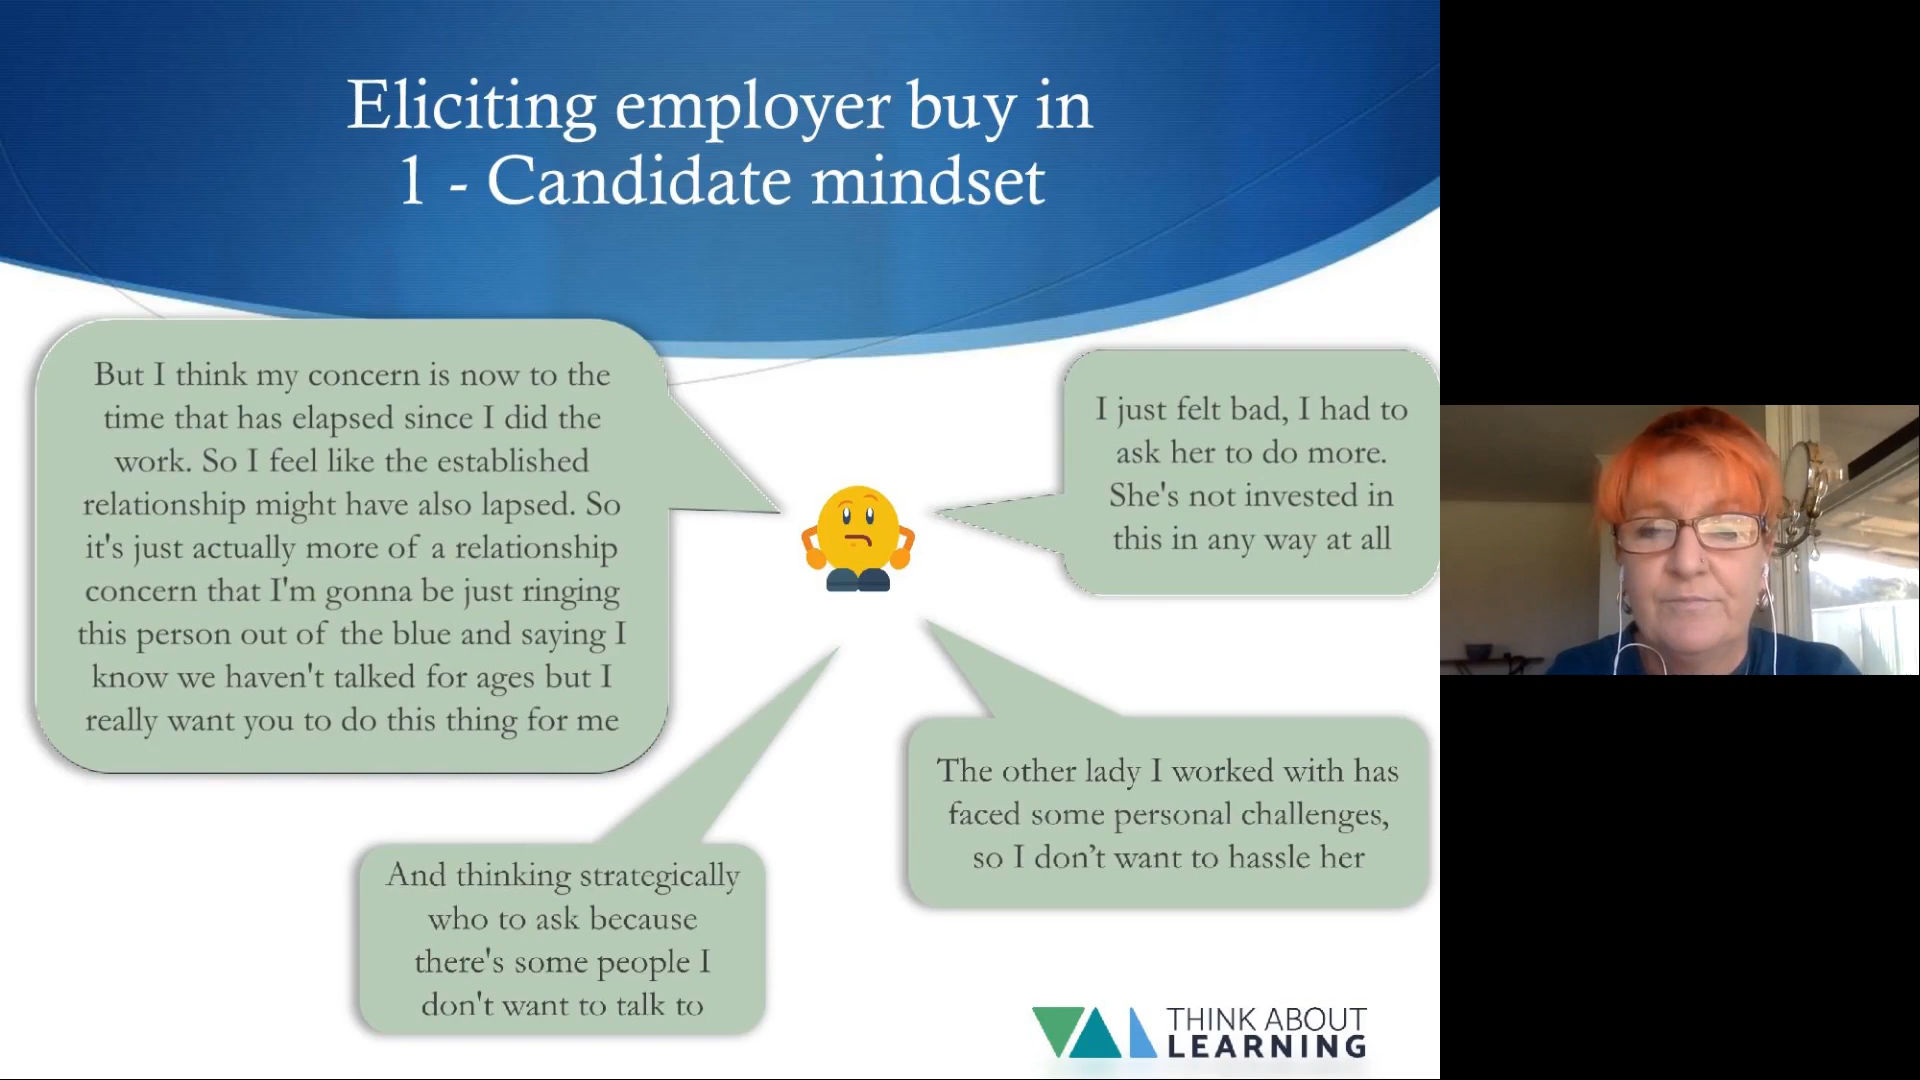 Eliciting employer buy in
1 - Candidate mindset
But I think my concern is now to the
time that has elapsed since I did the
work. So I feel like the established
relationship might have also lapsed. So
it's just actually more of a relationship
concern that I'm gonna be just ringing
this person out of the blue and saying I
know we haven't talked for ages but I
really want you to do this thing for me
I just felt bad, I had to
ask her to do more.
She's not invested in
this in any way at all
The other lady I worked with has
faced some personal challenges,
so I don’t want to hassle her
And thinking strategically
who to ask because
there's some people I
don't want to talk to
THINK ABOUT
LEARNING